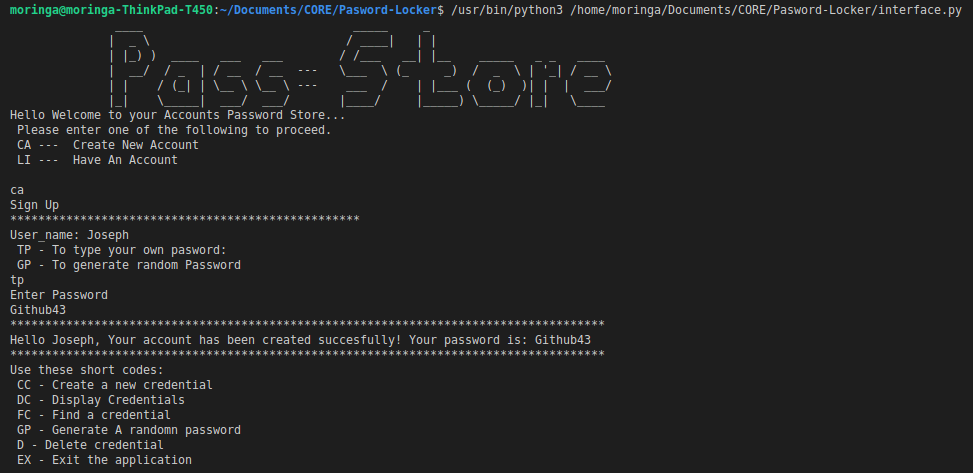 moringa@moringa-ThinkPad-T450:~/Documents/CORE/Pasword-Locker$ /usr/bin/python3 /home/moringa/Documents/CORE/Pasword-Locker/interface.py
Pass-Store
Hello Welcome to your Accounts Password Store...
Please enter one of the following to proceed.
CA --- Create New Account
LI --- Have An Account
ca
Sign Up
**************************************************
User_name: Joseph
TP - To type your own pasword:
GP - To generate random Password
tp
Enter Password
Github43
*************************************************************************************
Hello Joseph, Your account has been created succesfully! Your password is: Github43
*************************************************************************************
Use these short codes:
CC - Create a new credential
DC - Display Credentials
FC - Find a credential
GP - Generate A randomn password
D - Delete credential
EX - Exit the application